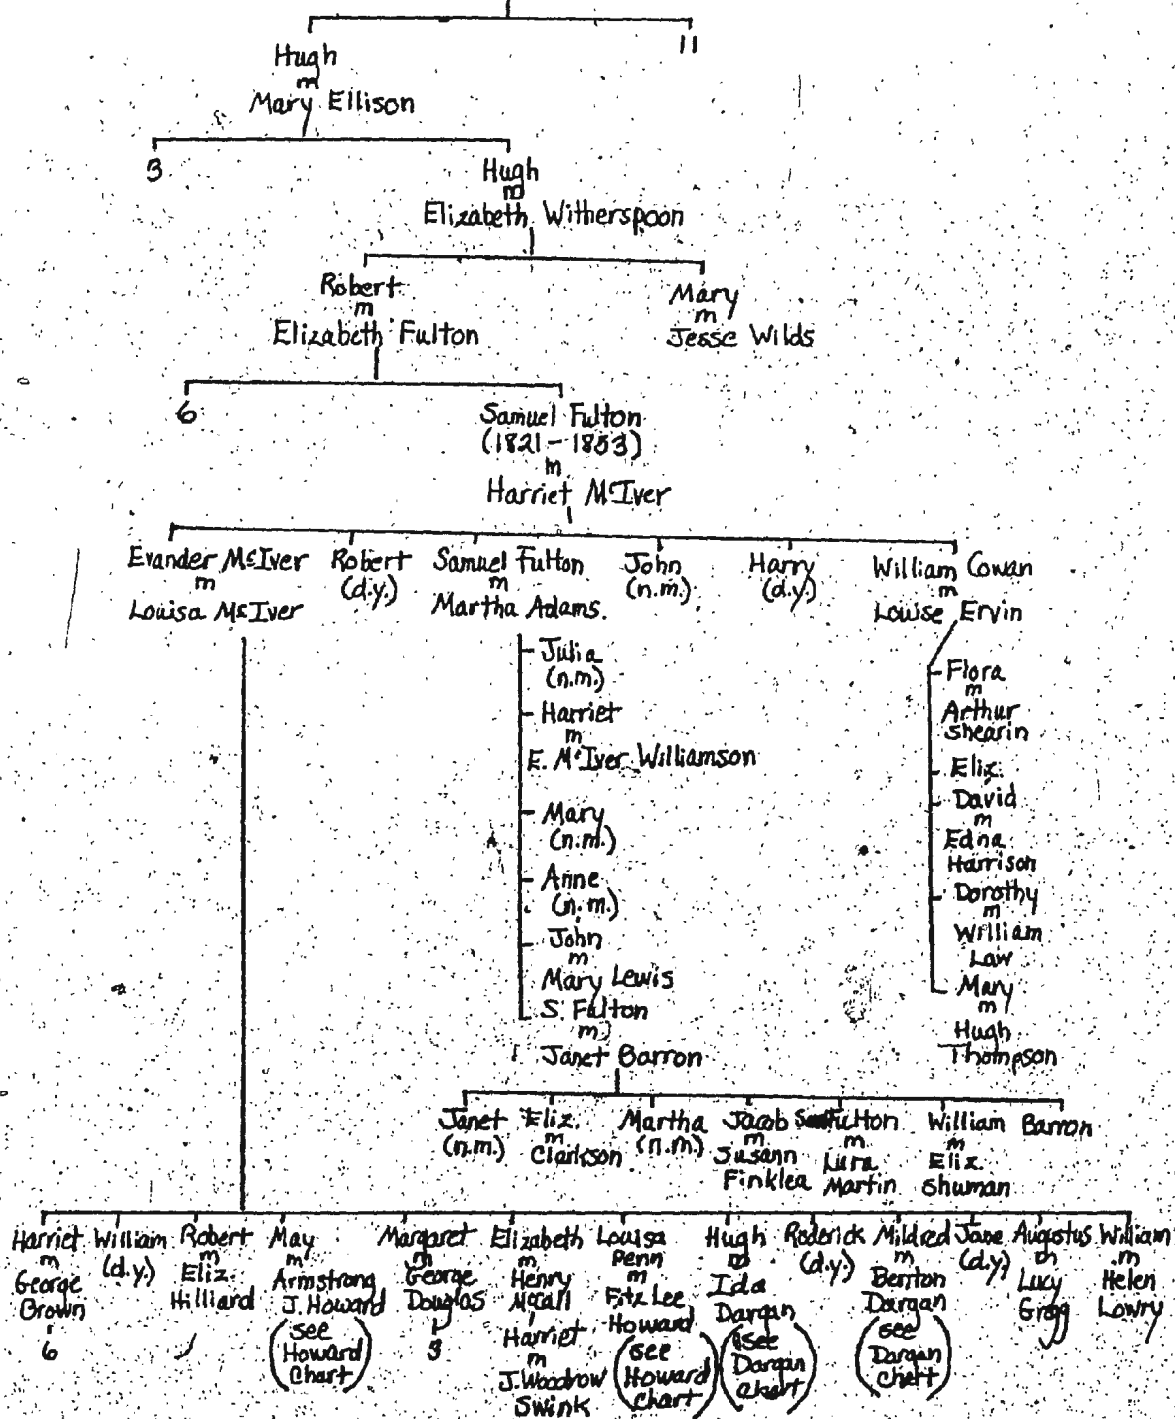 11
Hugh
m
Mary Ellison
3
Hugh
m
Elizabeth Witherspoon
Robert
m
Elizabeth Fulton
Mary
m
Jesse Wilds
6
Samuel Fulton
(1821-1853)
m
Harriet McIver
Evander McIver
m
Louisa McIver
Robert
(d.y.)
Samuel Fulton
m
Martha Adams.
John
(n.m.)
Harry
(d.y.)
William Cowan
m
Louise Ervin
Julia
(n.m.)
Harriet
m
E. McIver Williamson
Mary
(n.m.)
Anne
(n.m.)
John
m
Mary Lewis
S. Fulton
m
Janet Barron
Flora
m
Arthur
Shearin
Eliz.
David
m
Edna
Harrison
Dorothy
m
William
Law
Mary
m
Hugh
Thompson
Janet
(n.m.)
Eliz.
m
Clarkson
Martha
(n.m.)
Jacob
m
Susann
Finklea
Fulton
m
Lura
Martin
William
m
Eliz.
Shuman
Barron
Harriet
m
George
Brown
6
William
(d.y.)
Robert
m
Eliz.
Hilliard
May
m
Armstrong
J. Howard
(see
Howard
Chart)
Margaret
m
George
Douglas
3
Elizabeth
m
Henry
McCall
Harriet
m
J. Woodrow
Swink
Louisa
Penn
m
Fitz Lee
Howard
(see
Howard
Chart)
Hugh
m
Ida
Dargan
(see
Dargan
Chart)
Roderick
(d.y.)
Mildred
m
Benton
Dargan
(see
Dargan
Chart)
Jane
(d.y.)
Augustus
m
Lucy
Gregg
William
m
Helen
Lowry